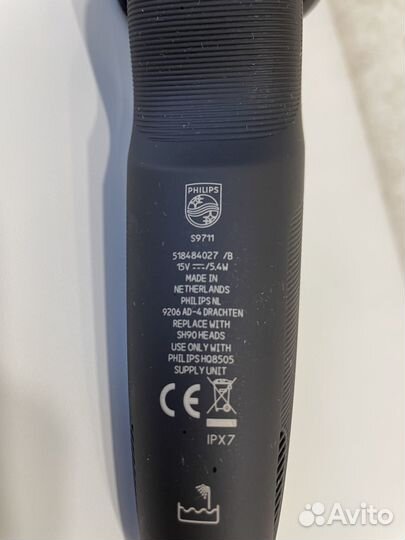 PHILIPS
S9711
518484027 /B
15V ⎓/5.4W
MADE IN
NETHERLANDS
PHILIPS NL
9206 AD-4 DRACHTEN
REPLACE WITH
SH90 HEADS
USE ONLY WITH
PHILIPS HQ8505
SUPPLY UNIT
CE
IPX7
Avito